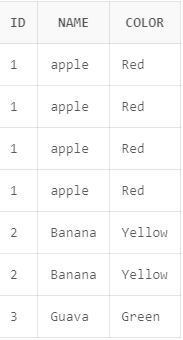 ID NAME COLOR
1 apple Red
1 apple Red
1 apple Red
1 apple Red
2 Banana Yellow
2 Banana Yellow
3 Guava Green